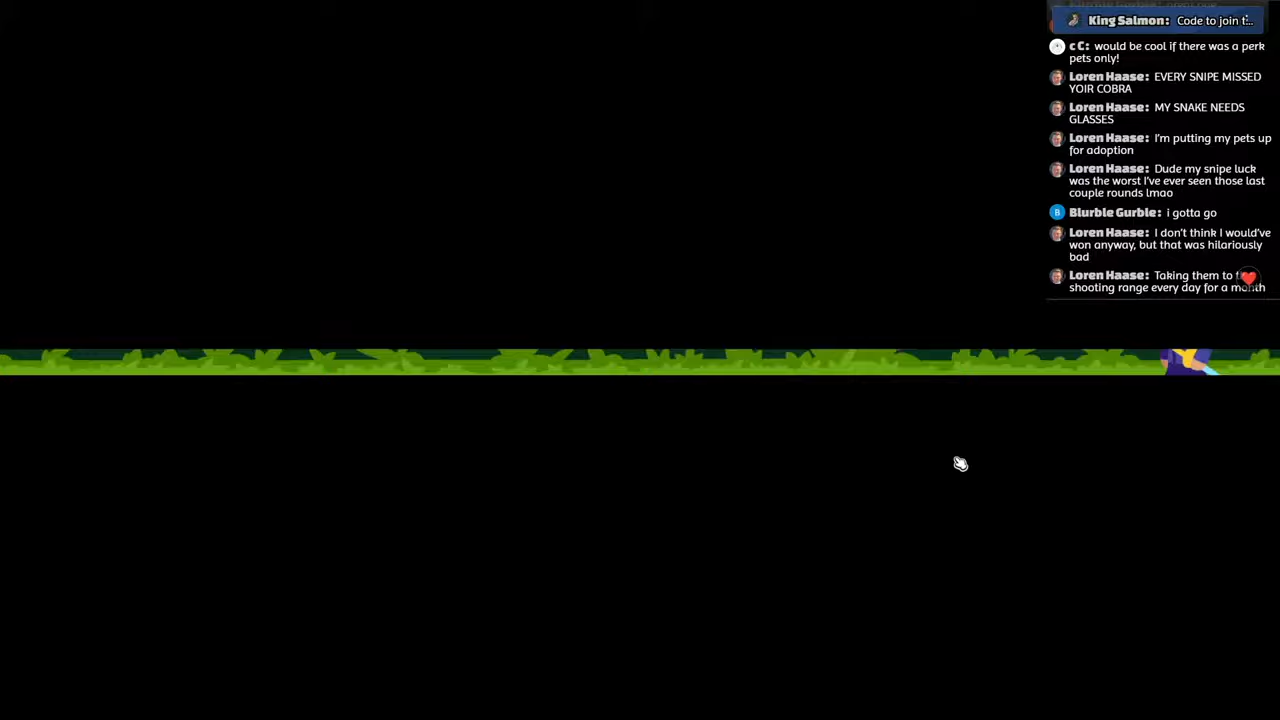 King Salmon: Code to join t...
c C: would be cool if there was a perk
pets only!
Loren Haase: EVERY SNIPE MISSED
YOIR COBRA
Loren Haase: MY SNAKE NEEDS
GLASSES
Loren Haase: I'm putting my pets up
for adoption
Loren Haase: Dude my snipe luck
was the worst I've ever seen those last
couple rounds lmao
B Blurble Gurble: i gotta go
Loren Haase: I don't think I would've
won anyway, but that was hilariously
bad
Loren Haase: Taking them to
shooting range every day for a month